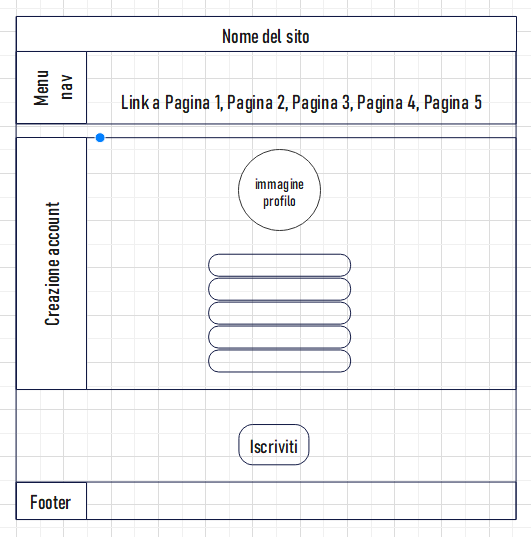 Nome del sito
Menu
nav
Link a Pagina 1, Pagina 2, Pagina 3, Pagina 4, Pagina 5
immagine
profilo
Creazione account
Iscriviti
Footer